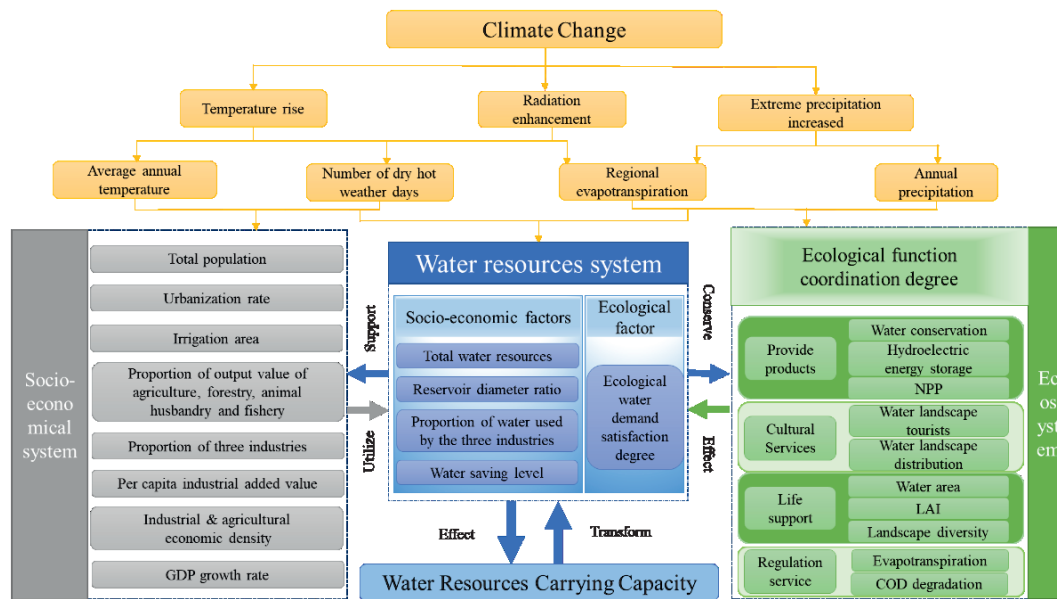 Climate Change
Temperature rise
Radiation
enhancement
Extreme precipitation
increased
Average annual
temperature
Number of dry hot
weather days
Regional
evapotranspiration
Annual
precipitation
Socio-
econo
mical
system
Total population
Urbanization rate
Irrigation area
Proportion of output value of
agriculture, forestry, animal
husbandry and fishery
Proportion of three industries
Per capita industrial added value
Industrial & agricultural
economic density
GDP growth rate
Support
Utilize
Water resources system
Socio-economic factors
Total water resources
Reservoir diameter ratio
Proportion of water used
by the three industries
Water saving level
Ecological
factor
Ecological
water
demand
satisfaction
degree
Conserve
Effect
Effect
Transform
Water Resources Carrying Capacity
Ecological function
coordination degree
Provide
products
Water conservation
Hydroelectric
energy storage
NPP
Cultural
Services
Water landscape
tourists
Water landscape
distribution
Life
support
Water area
LAI
Landscape diversity
Regulation
service
Evapotranspiration
COD degradation
Ec
os
yst
em